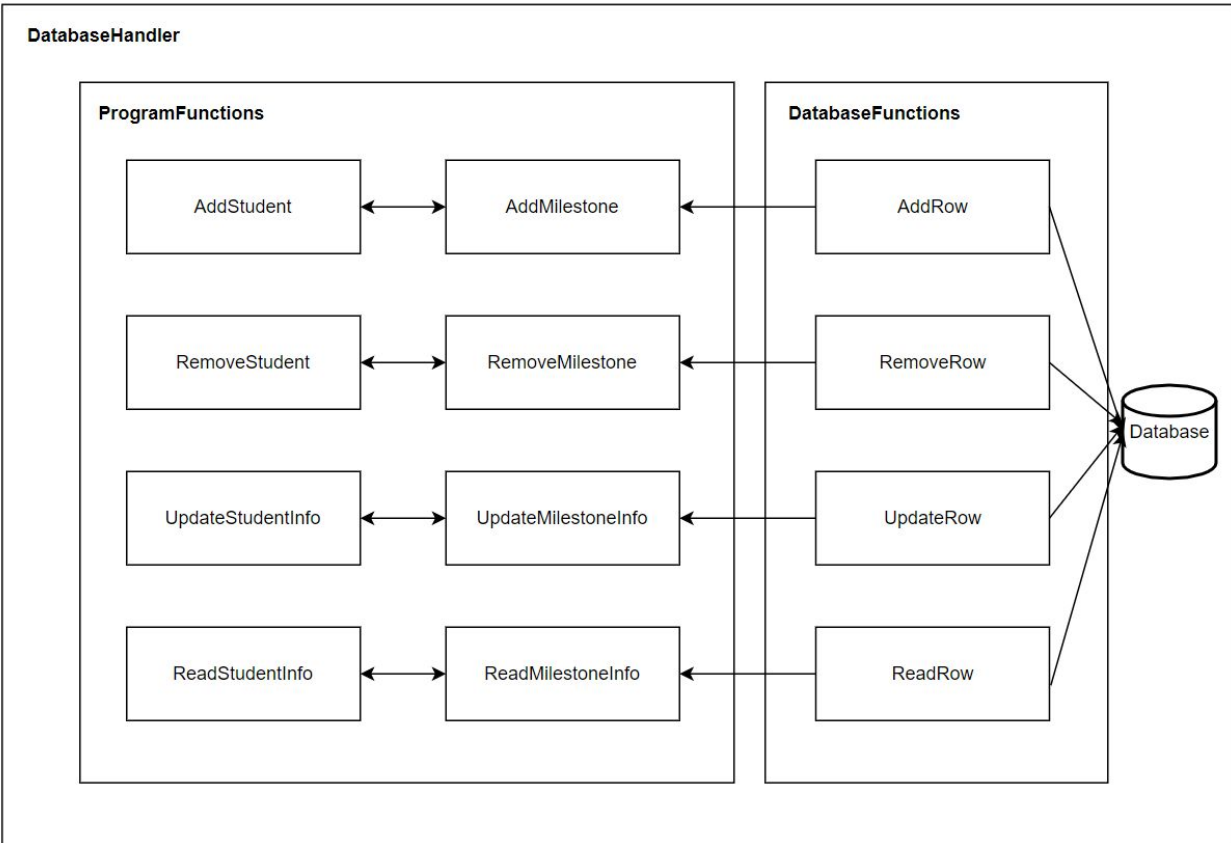 DatabaseHandler
ProgramFunctions
DatabaseFunctions
AddStudent
AddMilestone
AddRow
RemoveStudent
RemoveMilestone
RemoveRow
Database
UpdateStudentInfo
UpdateMilestoneInfo
UpdateRow
ReadStudentInfo
ReadMilestoneInfo
ReadRow